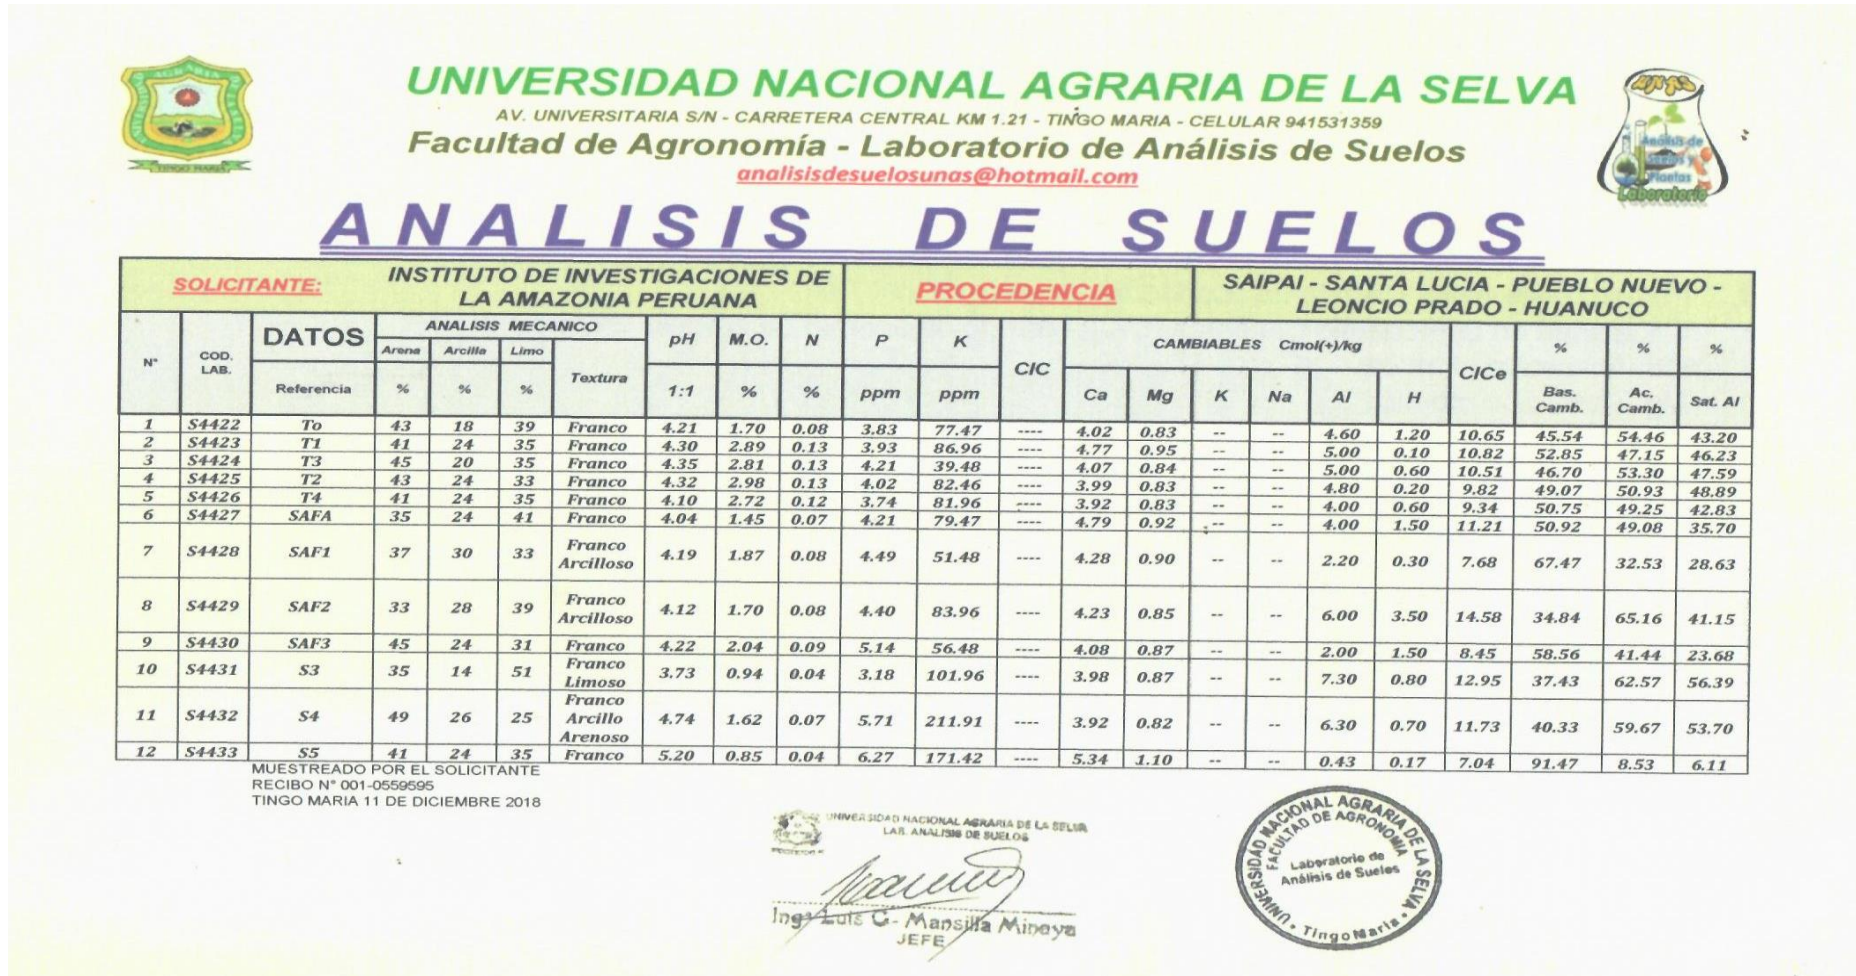 UNIVERSIDAD NACIONAL AGRARIA DE LA SELVA
AV. UNIVERSITARIA S/N - CARRETERA CENTRAL KM 1.21 - TINGO MARIA - CELULAR 941531359
Facultad de Agronomía - Laboratorio de Análisis de Suelos
analisisdesuelosunas@hotmail.com
TINGO MARIA
UNAS
Análisis de
Suelos y
Plantas
Laboratorio
ANALISIS DE SUELOS
SOLICITANTE: INSTITUTO DE INVESTIGACIONES DE LA AMAZONIA PERUANA PROCEDENCIA SAIPAI - SANTA LUCIA - PUEBLO NUEVO - LEONCIO PRADO - HUANUCO
N° COD. LAB. DATOS ANALISIS MECANICO pH M.O. N P K CIC CAMBIABLES Cmol(+)/kg CICe % % %
Arena Arcilla Limo Textura
Referencia % % % 1:1 % % ppm ppm Ca Mg K Na Al H Bas. Camb. Ac. Camb. Sat. Al
1 S4422 To 43 18 39 Franco 4.21 1.70 0.08 3.83 77.47 ---- 4.02 0.83 -- -- 4.60 1.20 10.65 45.54 54.46 43.20
2 S4423 T1 41 24 35 Franco 4.30 2.89 0.13 3.93 86.96 ---- 4.77 0.95 -- -- 5.00 0.10 10.82 52.85 47.15 46.23
3 S4424 T3 45 20 35 Franco 4.35 2.81 0.13 4.21 39.48 ---- 4.07 0.84 -- -- 5.00 0.60 10.51 46.70 53.30 47.59
4 S4425 T2 43 24 33 Franco 4.32 2.98 0.13 4.02 82.46 ---- 3.99 0.83 -- -- 4.80 0.20 9.82 49.07 50.93 48.89
5 S4426 T4 41 24 35 Franco 4.10 2.72 0.12 3.74 81.96 ---- 3.92 0.83 -- -- 4.00 0.60 9.34 50.75 49.25 42.83
6 S4427 SAFA 35 24 41 Franco 4.04 1.45 0.07 4.21 79.47 ---- 4.79 0.92 -- -- 4.00 1.50 11.21 50.92 49.08 35.70
7 S4428 SAF1 37 30 33 Franco Arcilloso 4.19 1.87 0.08 4.49 51.48 ---- 4.28 0.90 -- -- 2.20 0.30 7.68 67.47 32.53 28.63
8 S4429 SAF2 33 28 39 Franco Arcilloso 4.12 1.70 0.08 4.40 83.96 ---- 4.23 0.85 -- -- 6.00 3.50 14.58 34.84 65.16 41.15
9 S4430 SAF3 45 24 31 Franco 4.22 2.04 0.09 5.14 56.48 ---- 4.08 0.87 -- -- 2.00 1.50 8.45 58.56 41.44 23.68
10 S4431 S3 35 14 51 Franco Limoso 3.73 0.94 0.04 3.18 101.96 ---- 3.98 0.87 -- -- 7.30 0.80 12.95 37.43 62.57 56.39
11 S4432 S4 49 26 25 Franco Arcillo Arenoso 4.74 1.62 0.07 5.71 211.91 ---- 3.92 0.82 -- -- 6.30 0.70 11.73 40.33 59.67 53.70
12 S4433 S5 41 24 35 Franco 5.20 0.85 0.04 6.27 171.42 ---- 5.34 1.10 -- -- 0.43 0.17 7.04 91.47 8.53 6.11
MUESTREADO POR EL SOLICITANTE
RECIBO N° 001-0559595
TINGO MARIA 11 DE DICIEMBRE 2018
UNIVERSIDAD NACIONAL AGRARIA DE LA SELVA
LAB. ANALISIS DE SUELOS
Ing° Luis G- Mansilla Minaya
JEFE
UNIVERSIDAD NACIONAL AGRARIA DE LA SELVA
FACULTAD DE AGRONOMIA
Laboratorio de
Análisis de Suelos
Tingo Maria